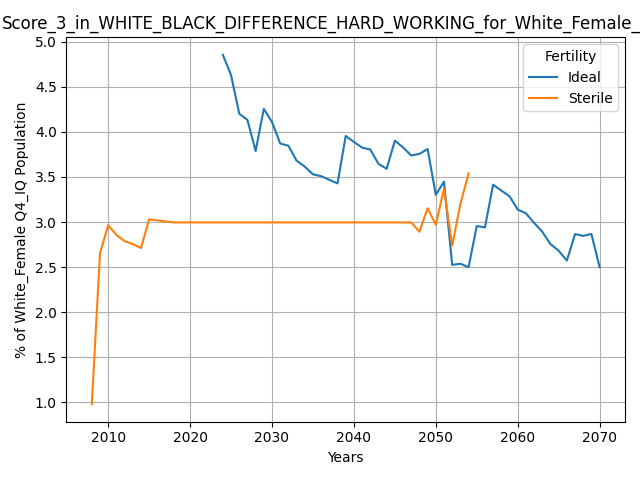 Score_3_in_WHITE_BLACK_DIFFERENCE_HARD_WORKING_for_White_Female_
Fertility
Ideal
Sterile
% of White_Female Q4_IQ Population
5.0
4.5
4.0
3.5
3.0
2.5
2.0
1.5
1.0
2010 2020 2030 2040 2050 2060 2070
Years